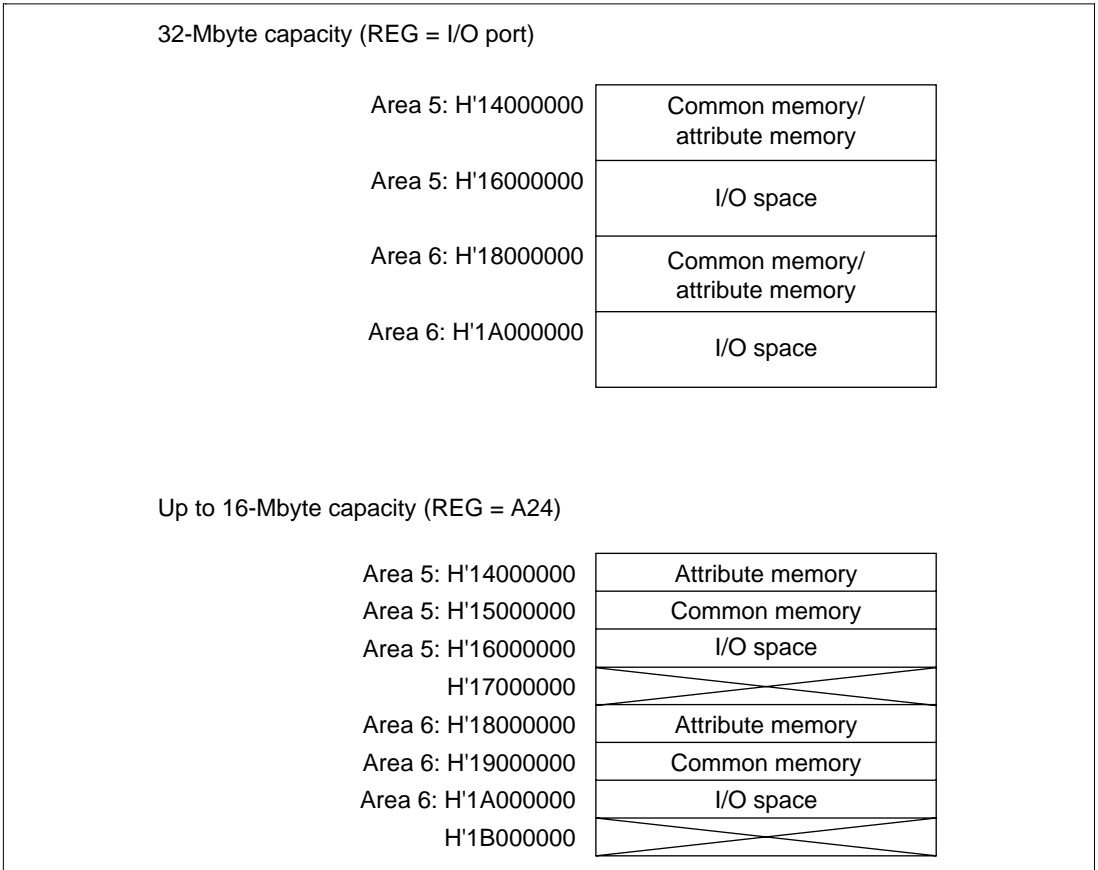 32-Mbyte capacity (REG = I/O port)
Area 5: H'14000000
Common memory/
attribute memory
Area 5: H'16000000
I/O space
Area 6: H'18000000
Common memory/
attribute memory
Area 6: H'1A000000
I/O space
Up to 16-Mbyte capacity (REG = A24)
Area 5: H'14000000 Attribute memory
Area 5: H'15000000 Common memory
Area 5: H'16000000 I/O space
H'17000000
Area 6: H'18000000 Attribute memory
Area 6: H'19000000 Common memory
Area 6: H'1A000000 I/O space
H'1B000000